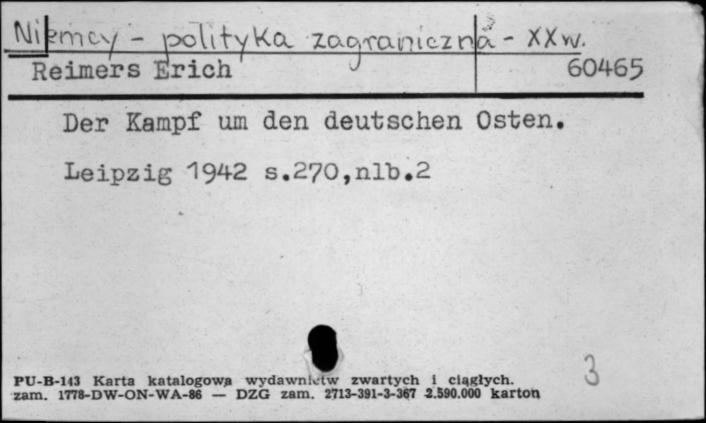 Niemcy - polityka zagraniczna - XX w.
Reimers Erich 60465
Der Kampf um den deutschen Osten.
Leipzig 1942 s.270,nlb.2
3
PU-B-143 Karta katalogowa wydawnictw zwartych i ciągłych.
zam. 1778-DW-ON-WA-86 — DZG zam. 2713-391-3-367 2.590.000 karton